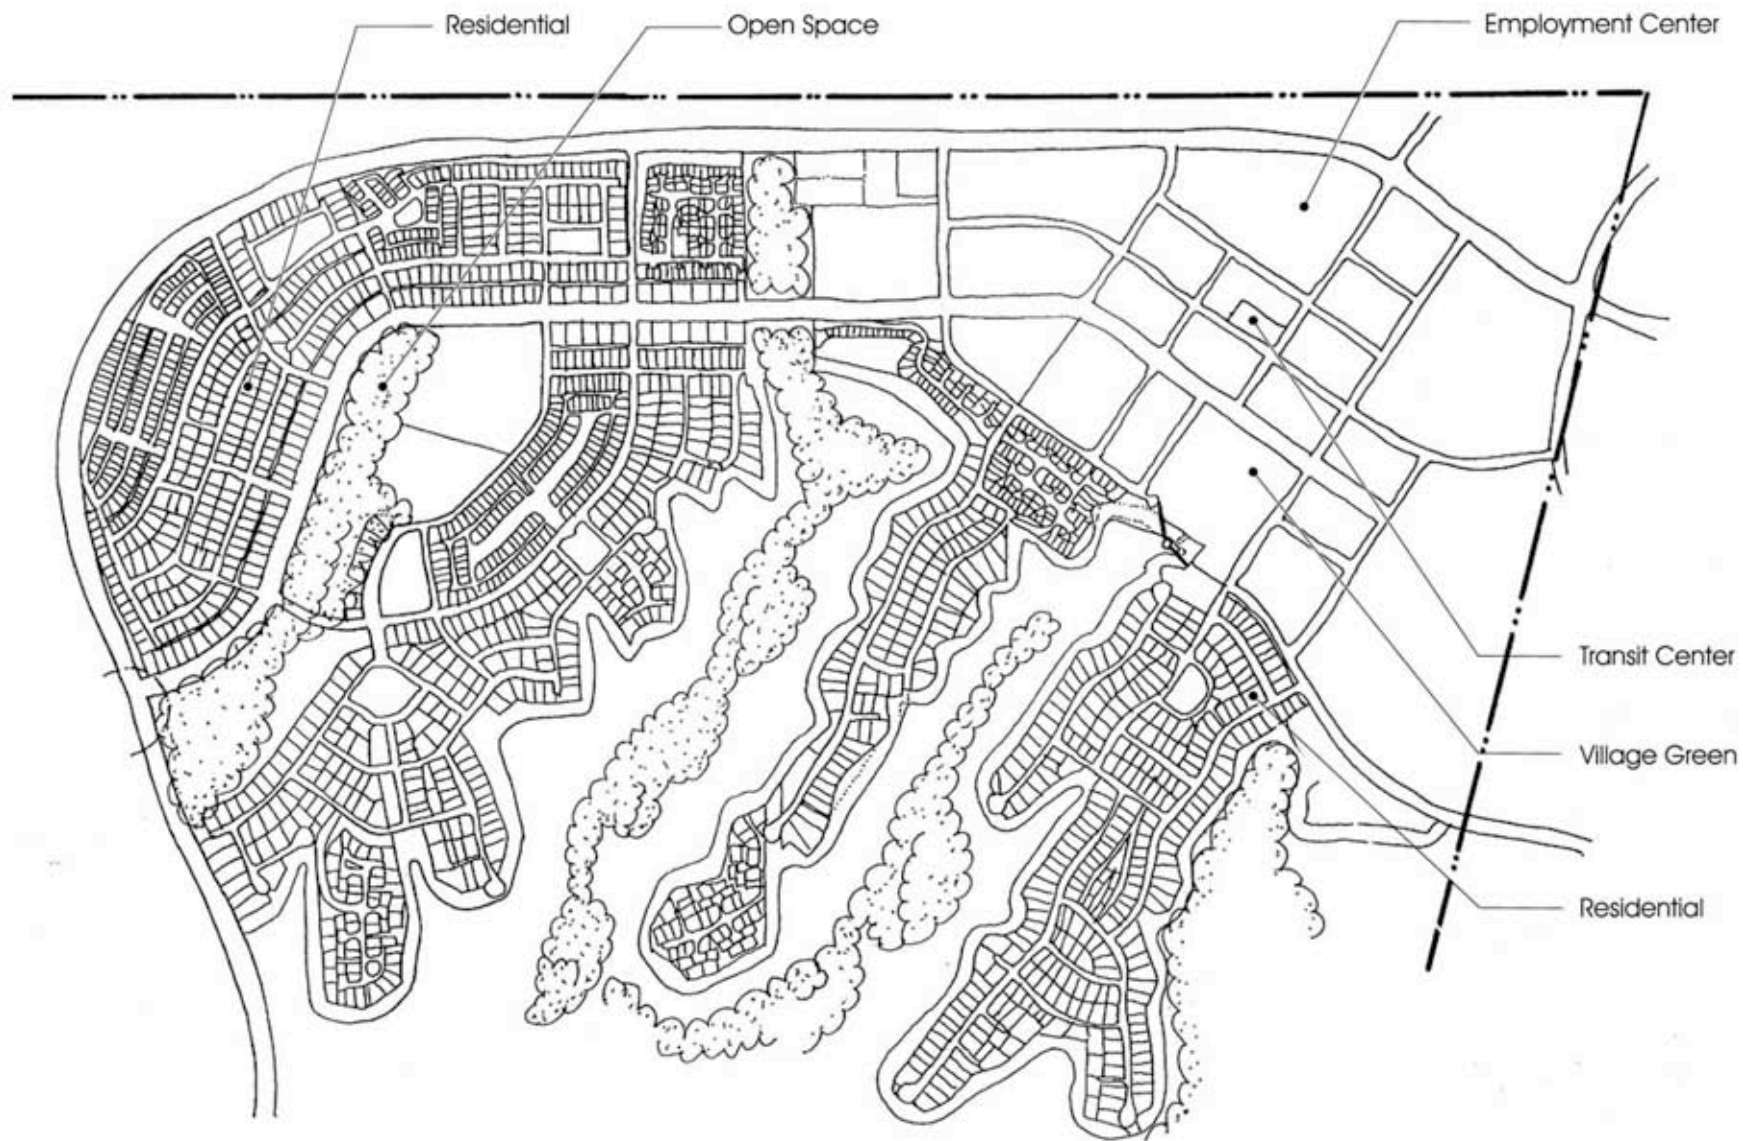 Residential
Open Space
Employment Center
Transit Center
Village Green
Residential